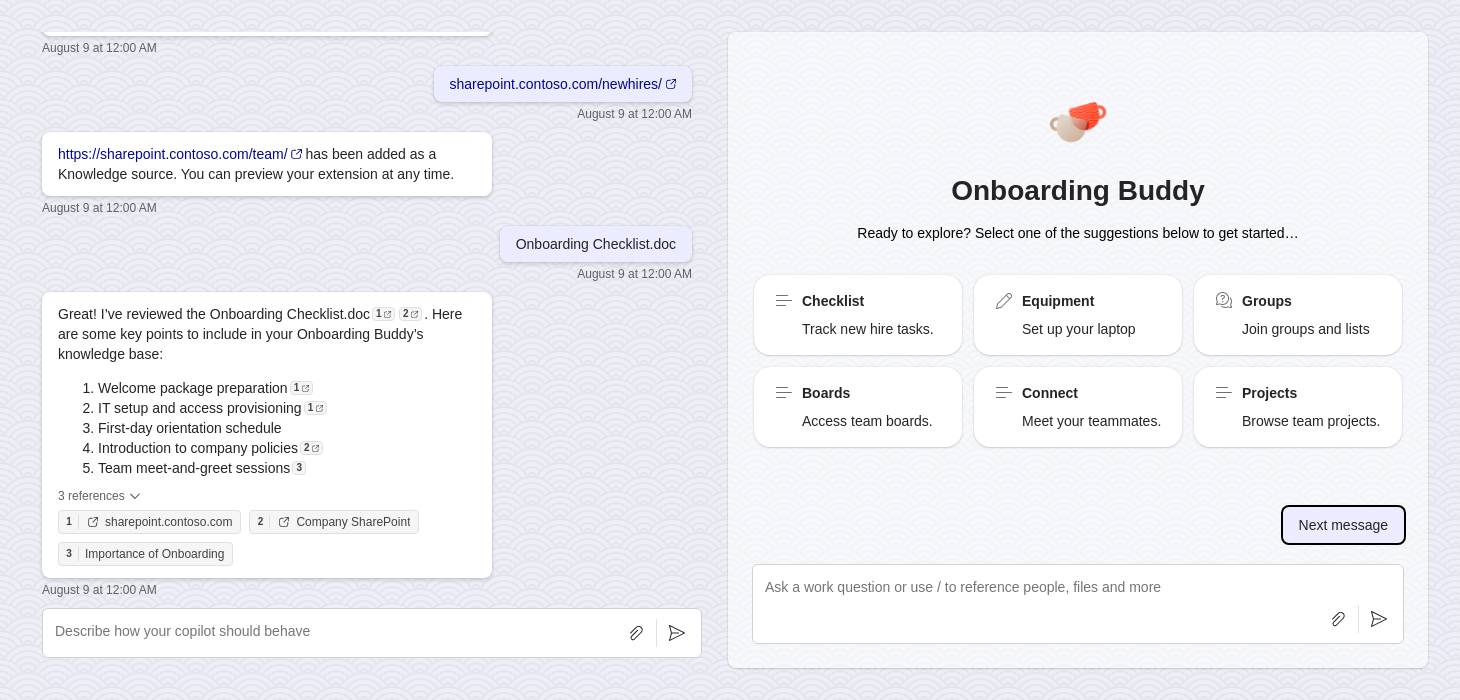 August 9 at 12:00 AM
sharepoint.contoso.com/newhires/
August 9 at 12:00 AM
https://sharepoint.contoso.com/team/ has been added as a
Knowledge source. You can preview your extension at any time.
August 9 at 12:00 AM
Onboarding Checklist.doc
August 9 at 12:00 AM
Great! I’ve reviewed the Onboarding Checklist.doc 1 2 . Here
are some key points to include in your Onboarding Buddy’s
knowledge base:
1. Welcome package preparation 1
2. IT setup and access provisioning 1
3. First-day orientation schedule
4. Introduction to company policies 2
5. Team meet-and-greet sessions 3
3 references
1 sharepoint.contoso.com 2 Company SharePoint
3 Importance of Onboarding
August 9 at 12:00 AM
Describe how your copilot should behave
Onboarding Buddy
Ready to explore? Select one of the suggestions below to get started…
Checklist
Track new hire tasks.
Equipment
Set up your laptop
Groups
Join groups and lists
Boards
Access team boards.
Connect
Meet your teammates.
Projects
Browse team projects.
Next message
Ask a work question or use / to reference people, files and more